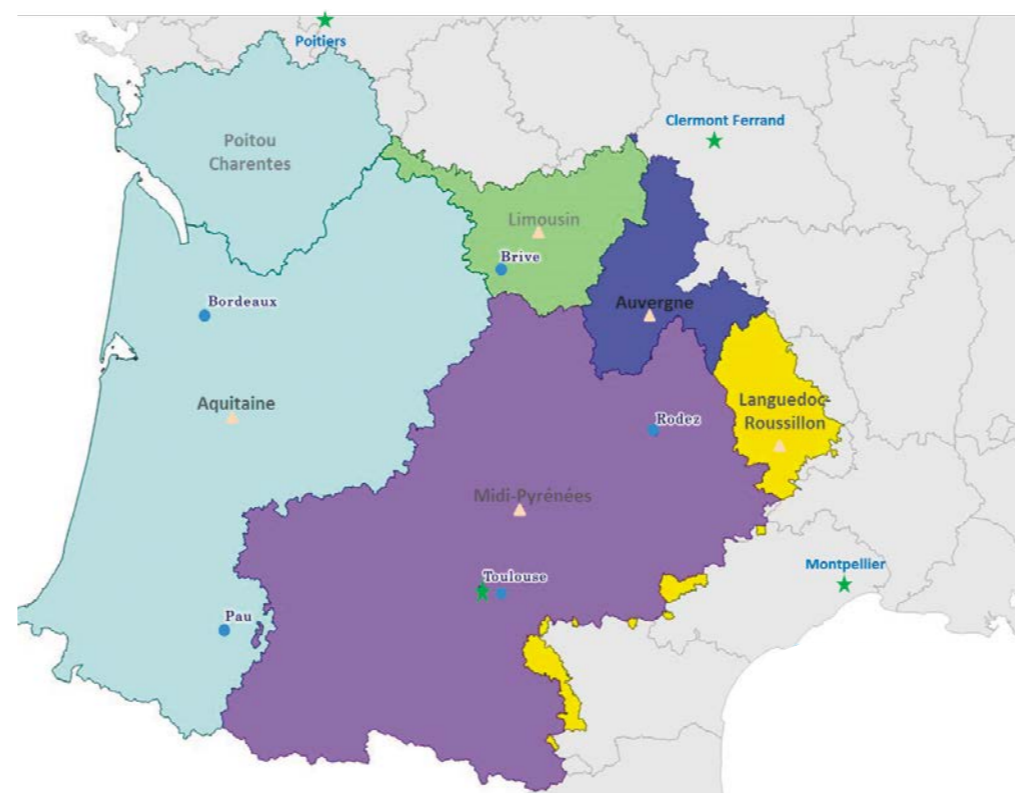 Poitiers
Clermont Ferrand
Poitou
Charentes
Limousin
Brive
Bordeaux
Auvergne
Aquitaine
Languedoc-
Roussillon
Rodez
Midi-Pyrénées
Toulouse
Montpellier
Pau